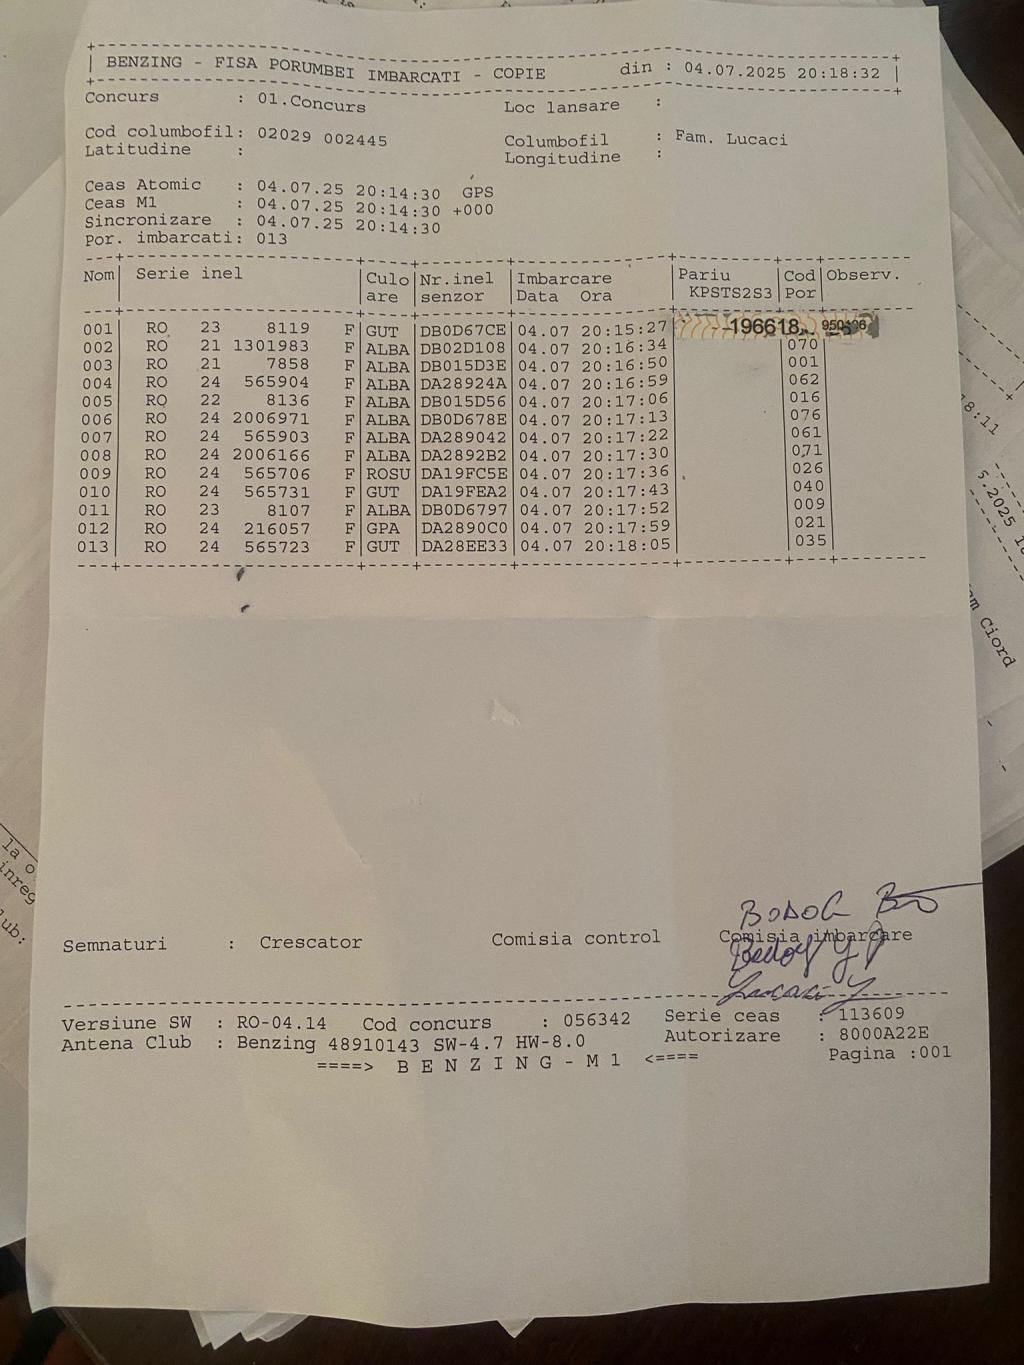 BENZING - FISA PORUMBEI IMBARCATI - COPIE din : 04.07.2025 20:18:32
Concurs : 01.Concurs Loc lansare :
Cod columbofil: 02029 002445 Columbofil : Fam. Lucaci
Latitudine : Longitudine :
Ceas Atomic : 04.07.25 20:14:30 GPS
Ceas M1 : 04.07.25 20:14:30 +000
Sincronizare : 04.07.25 20:14:30
Por. imbarcati: 013
Nom| Serie inel |Culo|Nr.inel |Imbarcare |Pariu |Cod|Observ.
|are |senzor |Data Ora | KPSTS2S3|Por|
001| RO 23 8119 F|GUT |DB0D67CE|04.07 20:15:27| 196618
002| RO 21 1301983 F|ALBA|DB02D108|04.07 20:16:34| |070|
003| RO 21 7858 F|ALBA|DB015D3E|04.07 20:16:50| |001|
004| RO 24 565904 F|ALBA|DA28924A|04.07 20:16:59| |062|
005| RO 22 8136 F|ALBA|DB015D56|04.07 20:17:06| |016|
006| RO 24 2006971 F|ALBA|DB0D678E|04.07 20:17:13| |076|
007| RO 24 565903 F|ALBA|DA289042|04.07 20:17:22| |061|
008| RO 24 2006166 F|ALBA|DA2892B2|04.07 20:17:30| |071|
009| RO 24 565706 F|ROSU|DA19FC5E|04.07 20:17:36| |026|
010| RO 24 565731 F|GUT |DA19FEA2|04.07 20:17:43| |040|
011| RO 23 8107 F|ALBA|DB0D6797|04.07 20:17:52| |009|
012| RO 24 216057 F|GPA |DA2890C0|04.07 20:17:59| |021|
013| RO 24 565723 F|GUT |DA28EE33|04.07 20:18:05| |035|
BODOG
Semnaturi : Crescator Comisia control Comisia imbarcare
Lucaci
Versiune SW : RO-04.14 Cod concurs : 056342 Serie ceas : 113609
Antena Club : Benzing 48910143 SW-4.7 HW-8.0 Autorizare : 8000A22E
====> B E N Z I N G - M 1 <==== Pagina :001
8:11
5.2025
Ciord
la o
inreg
lub: